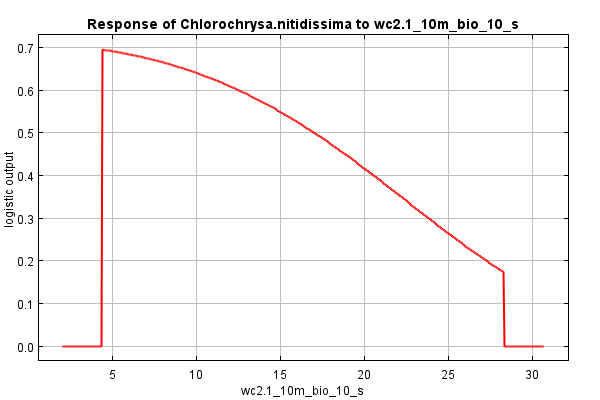 Response of Chlorochrysa.nitidissima to wc2.1_10m_bio_10_s
0.7
0.6
0.5
0.4
0.3
0.2
0.1
0.0
logistic output
5 10 15 20 25 30
wc2.1_10m_bio_10_s